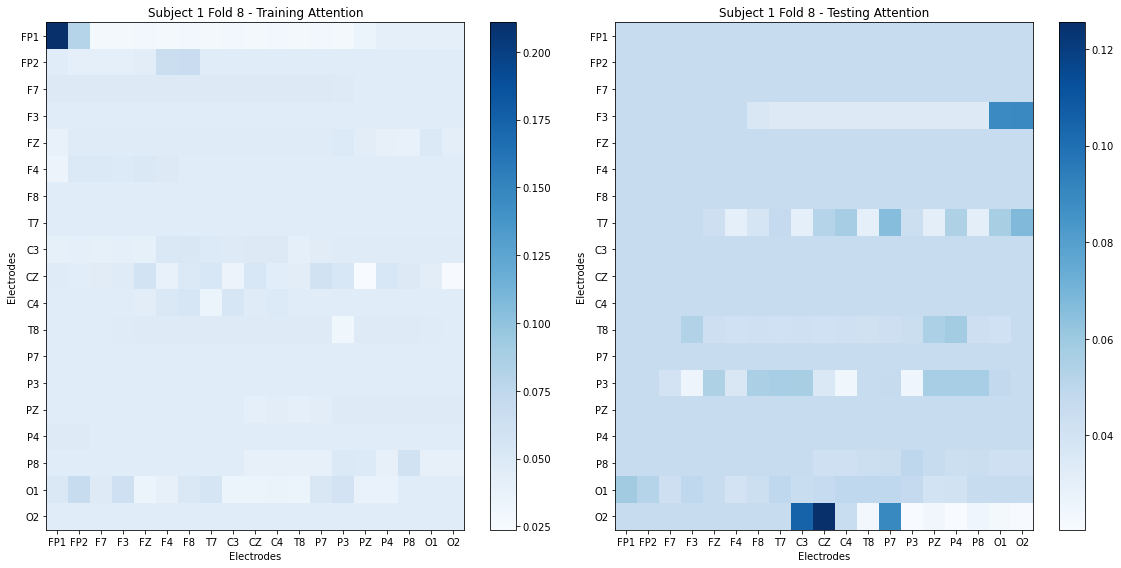 Subject 1 Fold 8 - Training Attention
FP1
FP2
F7
F3
FZ
F4
F8
T7
C3
CZ
C4
T8
P7
P3
PZ
P4
P8
O1
O2
Electrodes
FP1 FP2 F7 F3 FZ F4 F8 T7 C3 CZ C4 T8 P7 P3 PZ P4 P8 O1 O2
Electrodes
0.200
0.175
0.150
0.125
0.100
0.075
0.050
0.025
Subject 1 Fold 8 - Testing Attention
FP1
FP2
F7
F3
FZ
F4
F8
T7
C3
CZ
C4
T8
P7
P3
PZ
P4
P8
O1
O2
Electrodes
FP1 FP2 F7 F3 FZ F4 F8 T7 C3 CZ C4 T8 P7 P3 PZ P4 P8 O1 O2
Electrodes
0.12
0.10
0.08
0.06
0.04